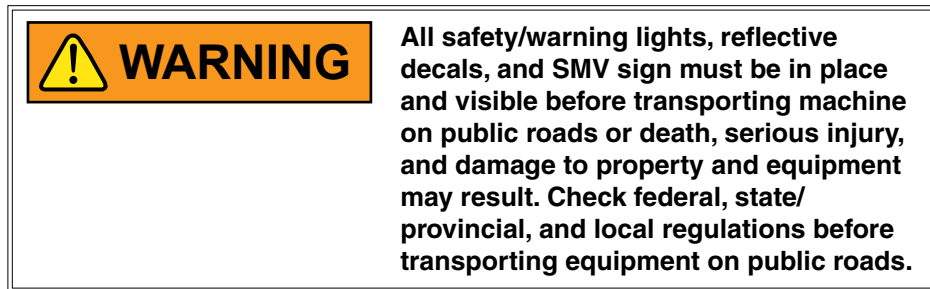 WARNING
All safety/warning lights, reflective
decals, and SMV sign must be in place
and visible before transporting machine
on public roads or death, serious injury,
and damage to property and equipment
may result. Check federal, state/
provincial, and local regulations before
transporting equipment on public roads.